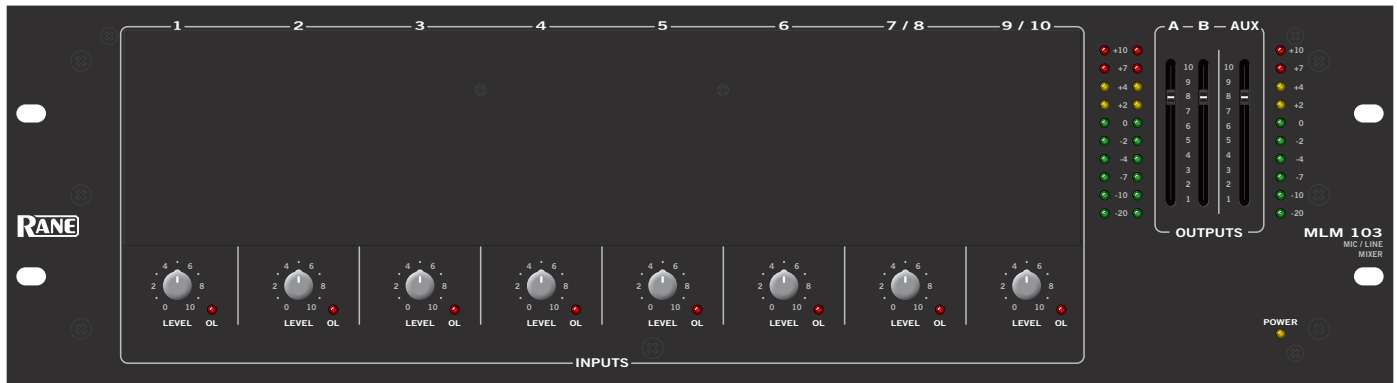 1 2 3 4 5 6 7 / 8 9 / 10
A B AUX
+10 +10
+7 10 10 +7
+4 9 9 +4
+2 8 8 +2
0 7 7 0
-2 6 6 -2
-4 5 5 -4
-7 4 4 -7
-10 3 3 -10
-20 2 2 -20
1 1
OUTPUTS
RANE
MLM 103
MIC / LINE
MIXER
4 6 4 6 4 6 4 6 4 6 4 6 4 6 4 6
2 8 2 8 2 8 2 8 2 8 2 8 2 8 2 8
0 10 0 10 0 10 0 10 0 10 0 10 0 10 0 10
LEVEL OL LEVEL OL LEVEL OL LEVEL OL LEVEL OL LEVEL OL LEVEL OL LEVEL OL
POWER
INPUTS